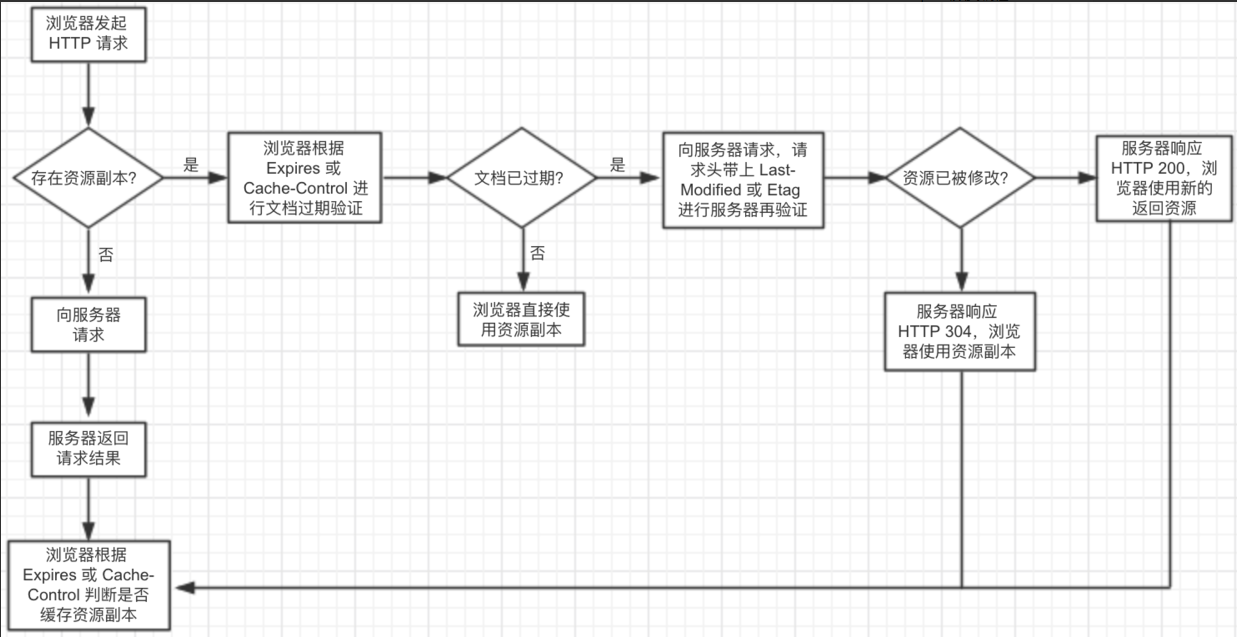 浏览器发起
HTTP 请求
存在资源副本?
是
浏览器根据
Expires 或
Cache-Control 进
行文档过期验证
文档已过期?
是
向服务器请求，请
求头带上 Last-
Modified 或 Etag
进行服务器再验证
资源已被修改?
服务器响应
HTTP 200，浏
览器使用新的
返回资源
否
向服务器
请求
否
浏览器直接使
用资源副本
服务器响应
HTTP 304，浏览
器使用资源副本
服务器返回
请求结果
浏览器根据
Expires 或 Cache-
Control 判断是否
缓存资源副本